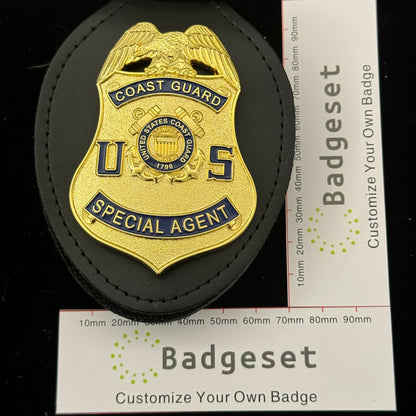 COAST GUARD
UNITED STATES COAST GUARD
1790
U S
SPECIAL AGENT
10mm 20mm 30mm 40mm 50mm 60mm 70mm 80mm 90mm
Badgeset
Customize Your Own Badge
10mm 20mm 30mm 40mm 50mm 60mm 70mm 80mm 90mm
Badgeset
Customize Your Own Badge